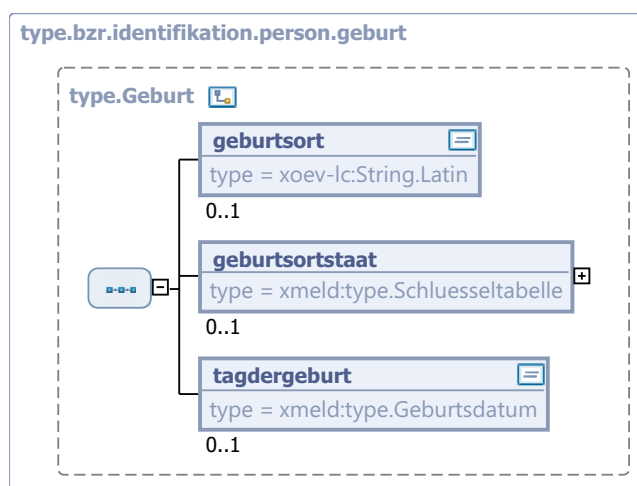 type.bzr.identifikation.person.geburt
type.Geburt
geburtsort
type = xoev-lc:String.Latin
0..1
geburtsortstaat
type = xmeld:type.Schluesseltabelle
0..1
tagdergeburt
type = xmeld:type.Geburtsdatum
0..1